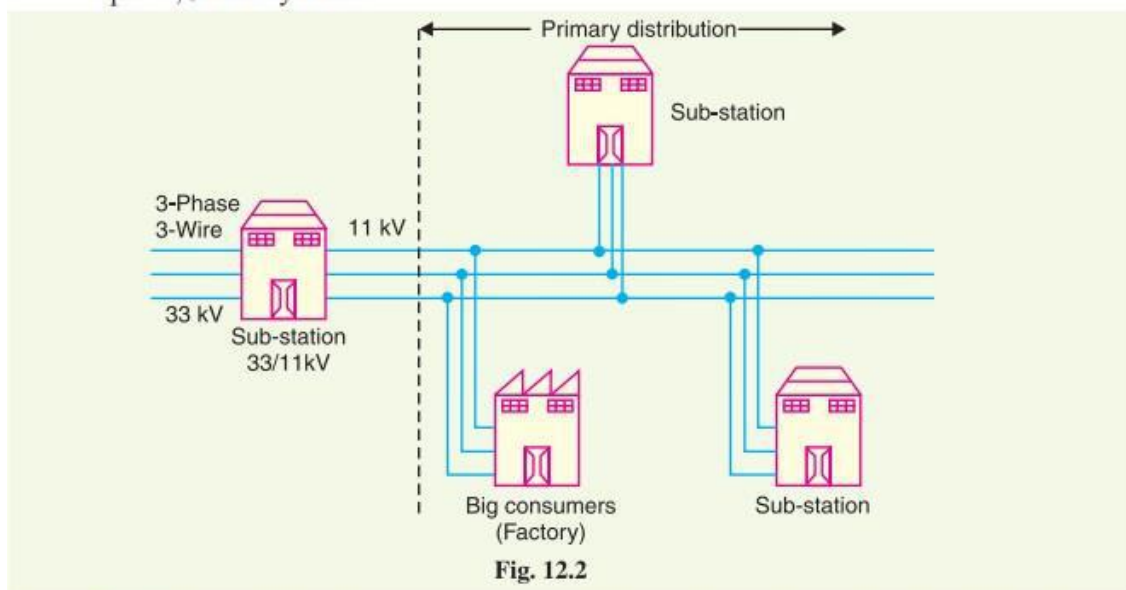 Primary distribution
Sub-station
3-Phase
3-Wire
11 kV
33 kV
Sub-station
33/11kV
Big consumers
(Factory)
Sub-station
Fig. 12.2